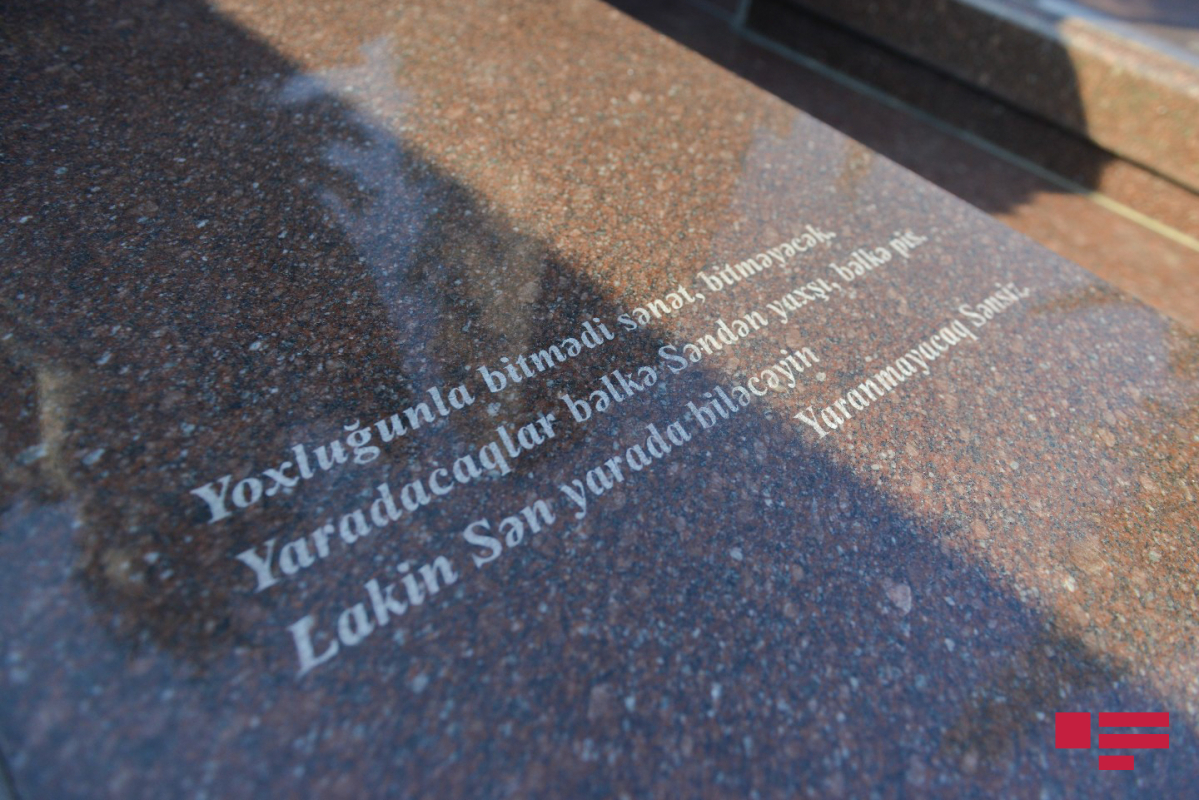 Yoxluğunla bitmədi sənət, bitməyəcək.
Yaradacaqlar bəlkə Səndən yaxşı, bəlkə pis.
Lakin Sən yarada biləcəyin
Yaranmayacaq Sənsiz.